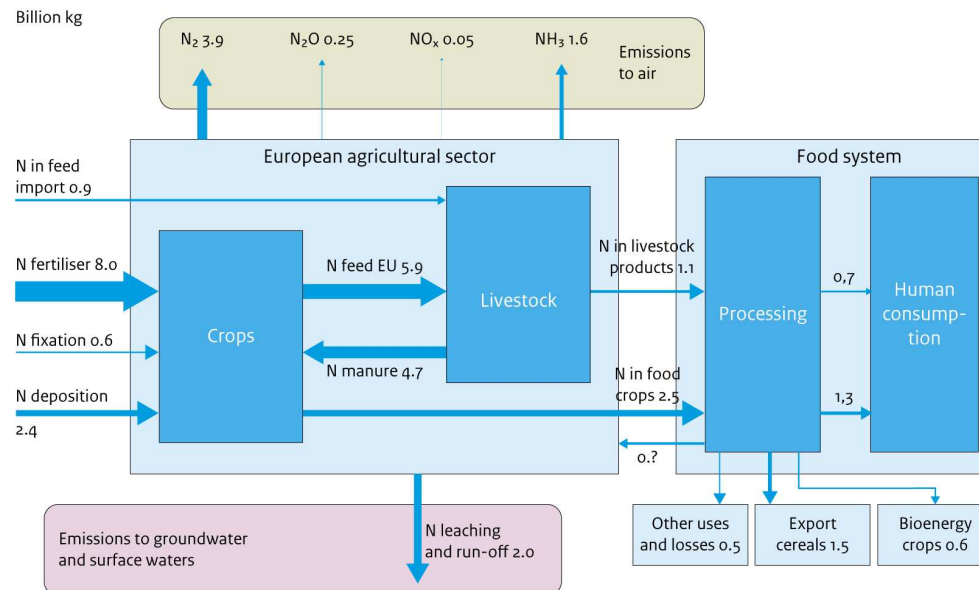 Billion kg
N₂ 3.9
N₂O 0.25
NOₓ 0.05
NH₃ 1.6
Emissions
to air
European agricultural sector
Food system
N in feed
import 0.9
N fertiliser 8.0
N feed EU 5.9
N in livestock
products 1.1
0,7
Livestock
Processing
Human
consump-
tion
Crops
N fixation 0.6
N manure 4.7
N deposition
2.4
N in food
crops 2.5
1,3
0.?
Other uses
and losses 0.5
Export
cereals 1.5
Bioenergy
crops 0.6
Emissions to groundwater
and surface waters
N leaching
and run-off 2.0